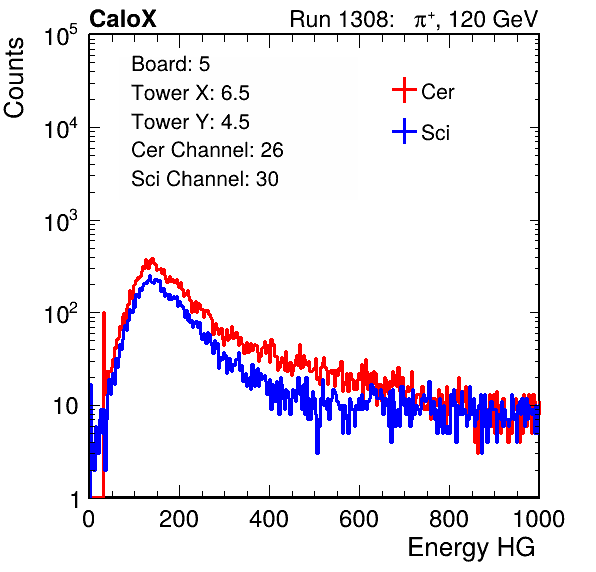 CaloX Run 1308: π⁺, 120 GeV
Counts
Board: 5
Tower X: 6.5
Tower Y: 4.5
Cer Channel: 26
Sci Channel: 30
Cer
Sci
10⁵
10⁴
10³
10²
10
1
0 200 400 600 800 1000
Energy HG